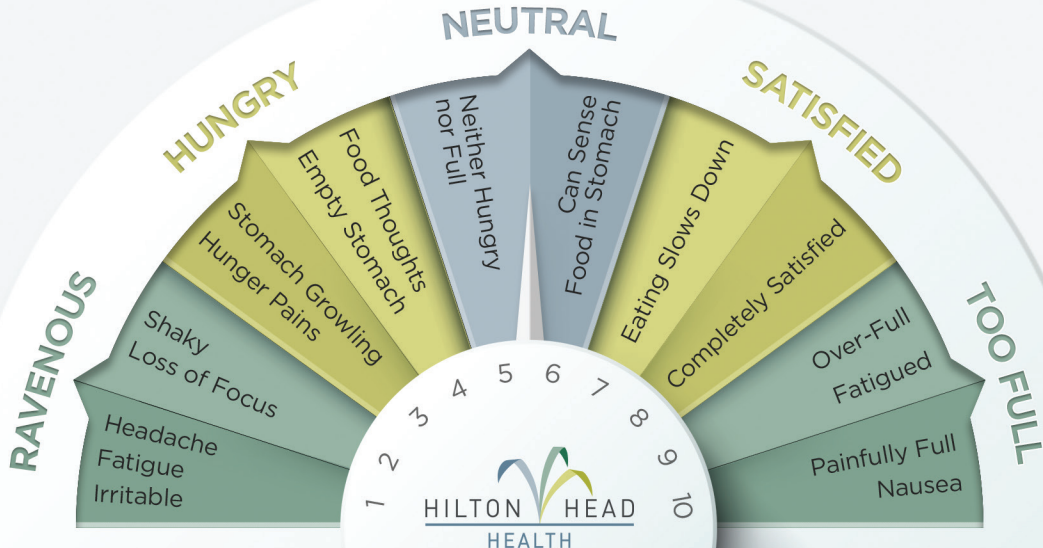 NEUTRAL
HUNGRY
SATISFIED
RAVENOUS
TOO FULL
Headache
Fatigue
Irritable
Shaky
Loss of Focus
Stomach Growling
Hunger Pains
Food Thoughts
Empty Stomach
Neither Hungry
nor Full
Can Sense
Food in Stomach
Eating Slows Down
Completely Satisfied
Over-Full
Fatigued
Painfully Full
Nausea
1
2
3
4
5
6
7
8
9
10
HILTON HEAD
HEALTH